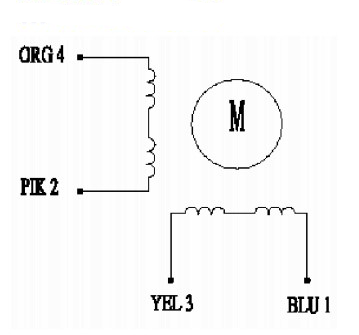 ORG 4
M
PIK 2
YEL 3
BLU 1